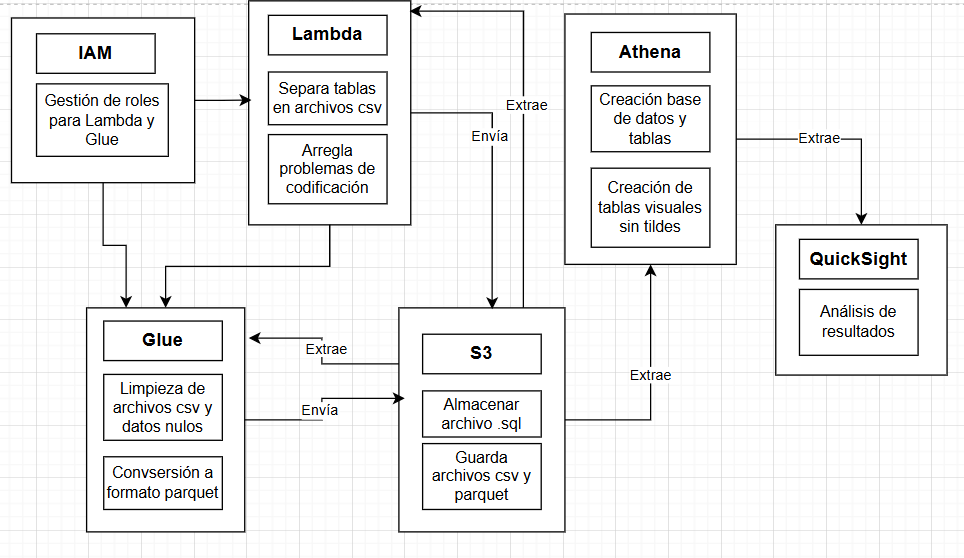 IAM
Gestión de roles
para Lambda y
Glue
Lambda
Separa tablas
en archivos csv
Arregla
problemas de
codificación
Extrae
Envía
Athena
Creación base
de datos y
tablas
Creación de
tablas visuales
sin tildes
Extrae
QuickSight
Análisis de
resultados
Glue
Limpieza de
archivos csv y
datos nulos
Convsersión a
formato parquet
Extrae
Envía
S3
Almacenar
archivo .sql
Guarda
archivos csv y
parquet
Extrae